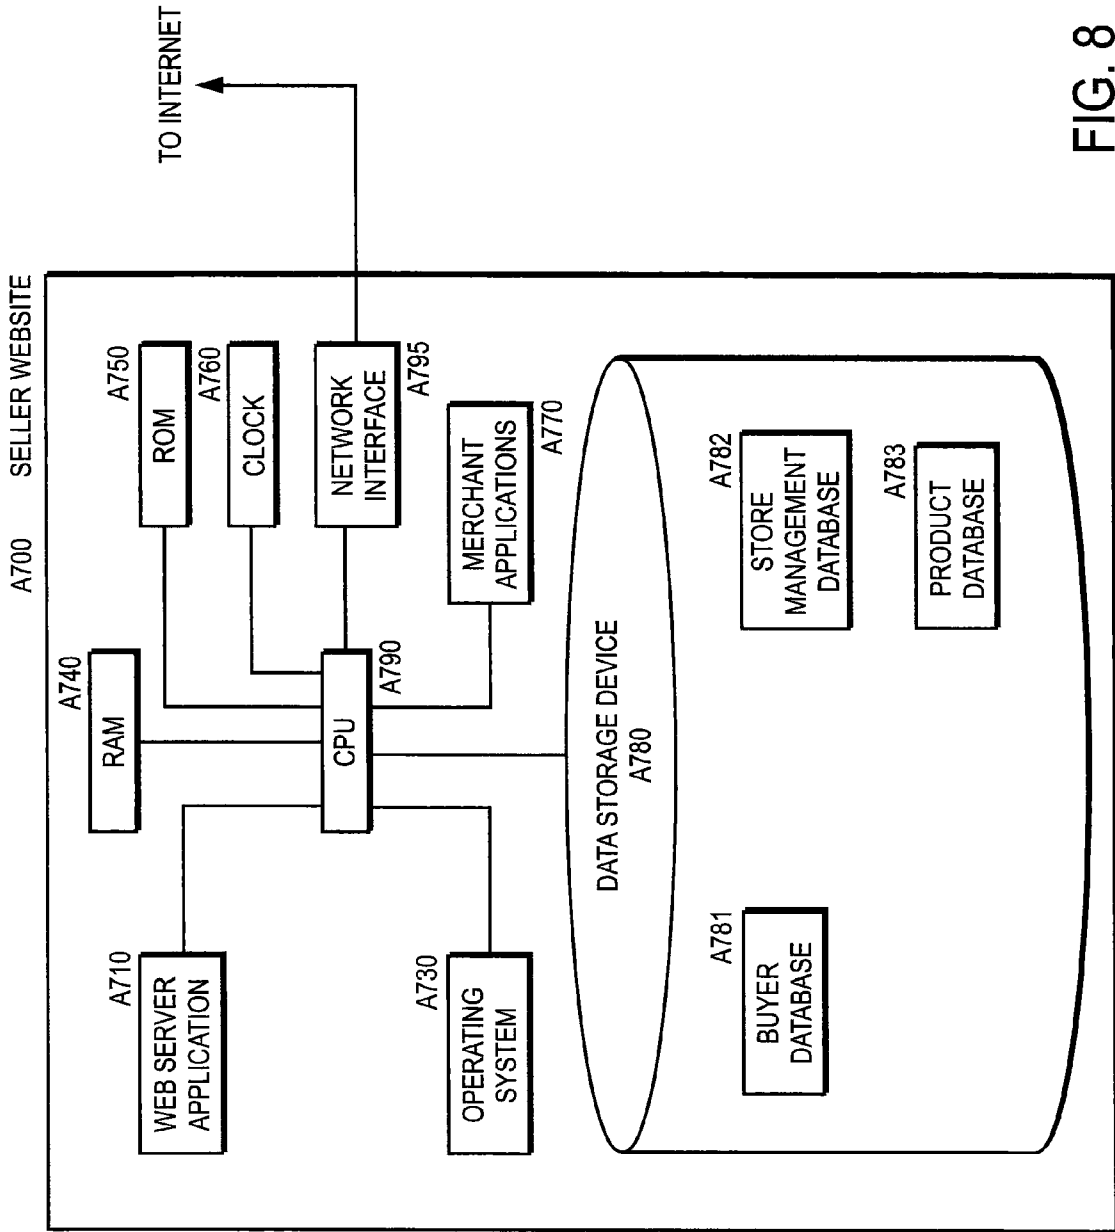 A700 SELLER WEBSITE
TO INTERNET
A710
WEB SERVER
APPLICATION
A740
RAM
A750
ROM
A760
CLOCK
A730
OPERATING
SYSTEM
CPU
A790
NETWORK
INTERFACE
A795
MERCHANT
APPLICATIONS
A770
DATA STORAGE DEVICE
A780
A781
BUYER
DATABASE
A782
STORE
MANAGEMENT
DATABASE
A783
PRODUCT
DATABASE
FIG. 8